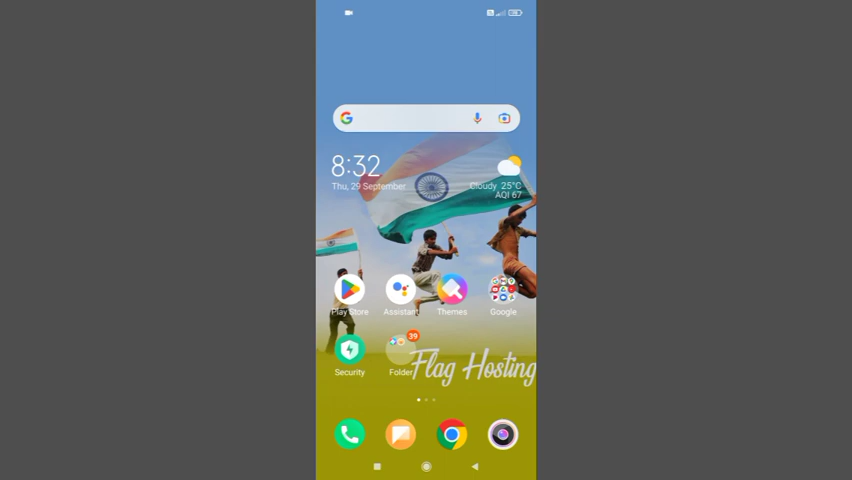 8:32
Thu, 29 September
Cloudy 25°C
AQI 67
Play Store
Assistant
Themes
Google
39
Security
Folder
Flag Hosting